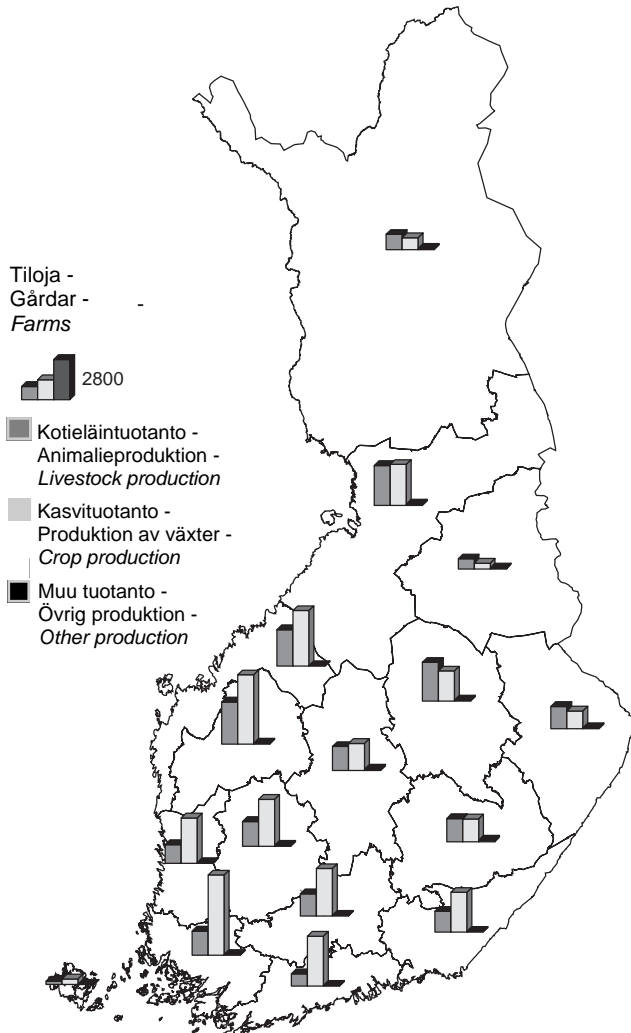 Tiloja -
Gårdar - -
Farms
2800
Kotieläintuotanto -
Animalieproduktion -
Livestock production
Kasvituotanto -
Produktion av växter -
Crop production
Muu tuotanto -
Övrig produktion -
Other production